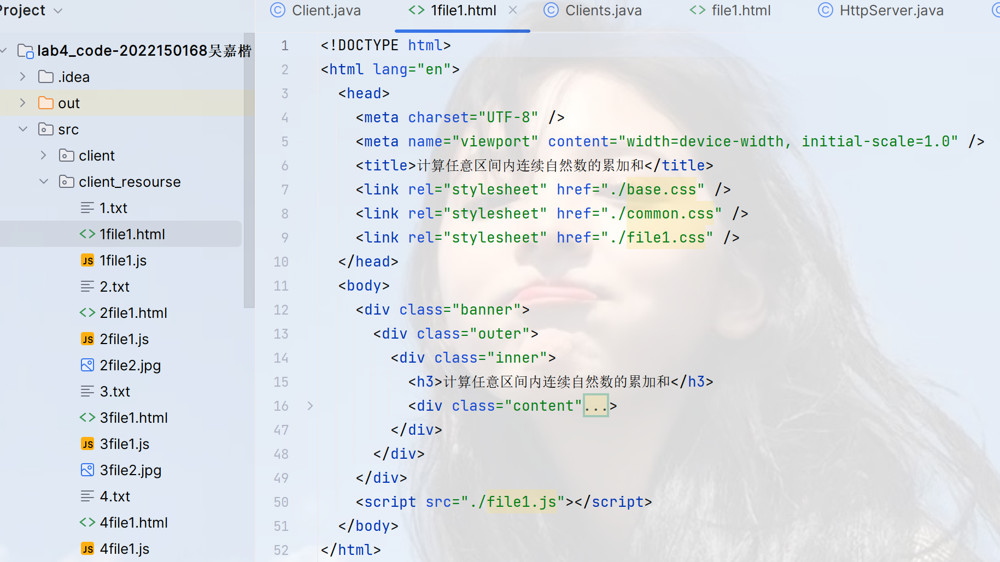 Project
Client.java
1file1.html
Clients.java
file1.html
HttpServer.java
lab4_code-2022150168吴嘉楷
.idea
out
src
client
client_resourse
1.txt
1file1.html
1file1.js
2.txt
2file1.html
2file1.js
2file2.jpg
3.txt
3file1.html
3file1.js
3file2.jpg
4.txt
4file1.html
4file1.js
1 <!DOCTYPE html>
2 <html lang="en">
3 <head>
4 <meta charset="UTF-8" />
5 <meta name="viewport" content="width=device-width, initial-scale=1.0" />
6 <title>计算任意区间内连续自然数的累加和</title>
7 <link rel="stylesheet" href="./base.css" />
8 <link rel="stylesheet" href="./common.css" />
9 <link rel="stylesheet" href="./file1.css" />
10 </head>
11 <body>
12 <div class="banner">
13 <div class="outer">
14 <div class="inner">
15 <h3>计算任意区间内连续自然数的累加和</h3>
16 <div class="content"...>
47 </div>
48 </div>
49 </div>
50 <script src="./file1.js"></script>
51 </body>
52 </html>